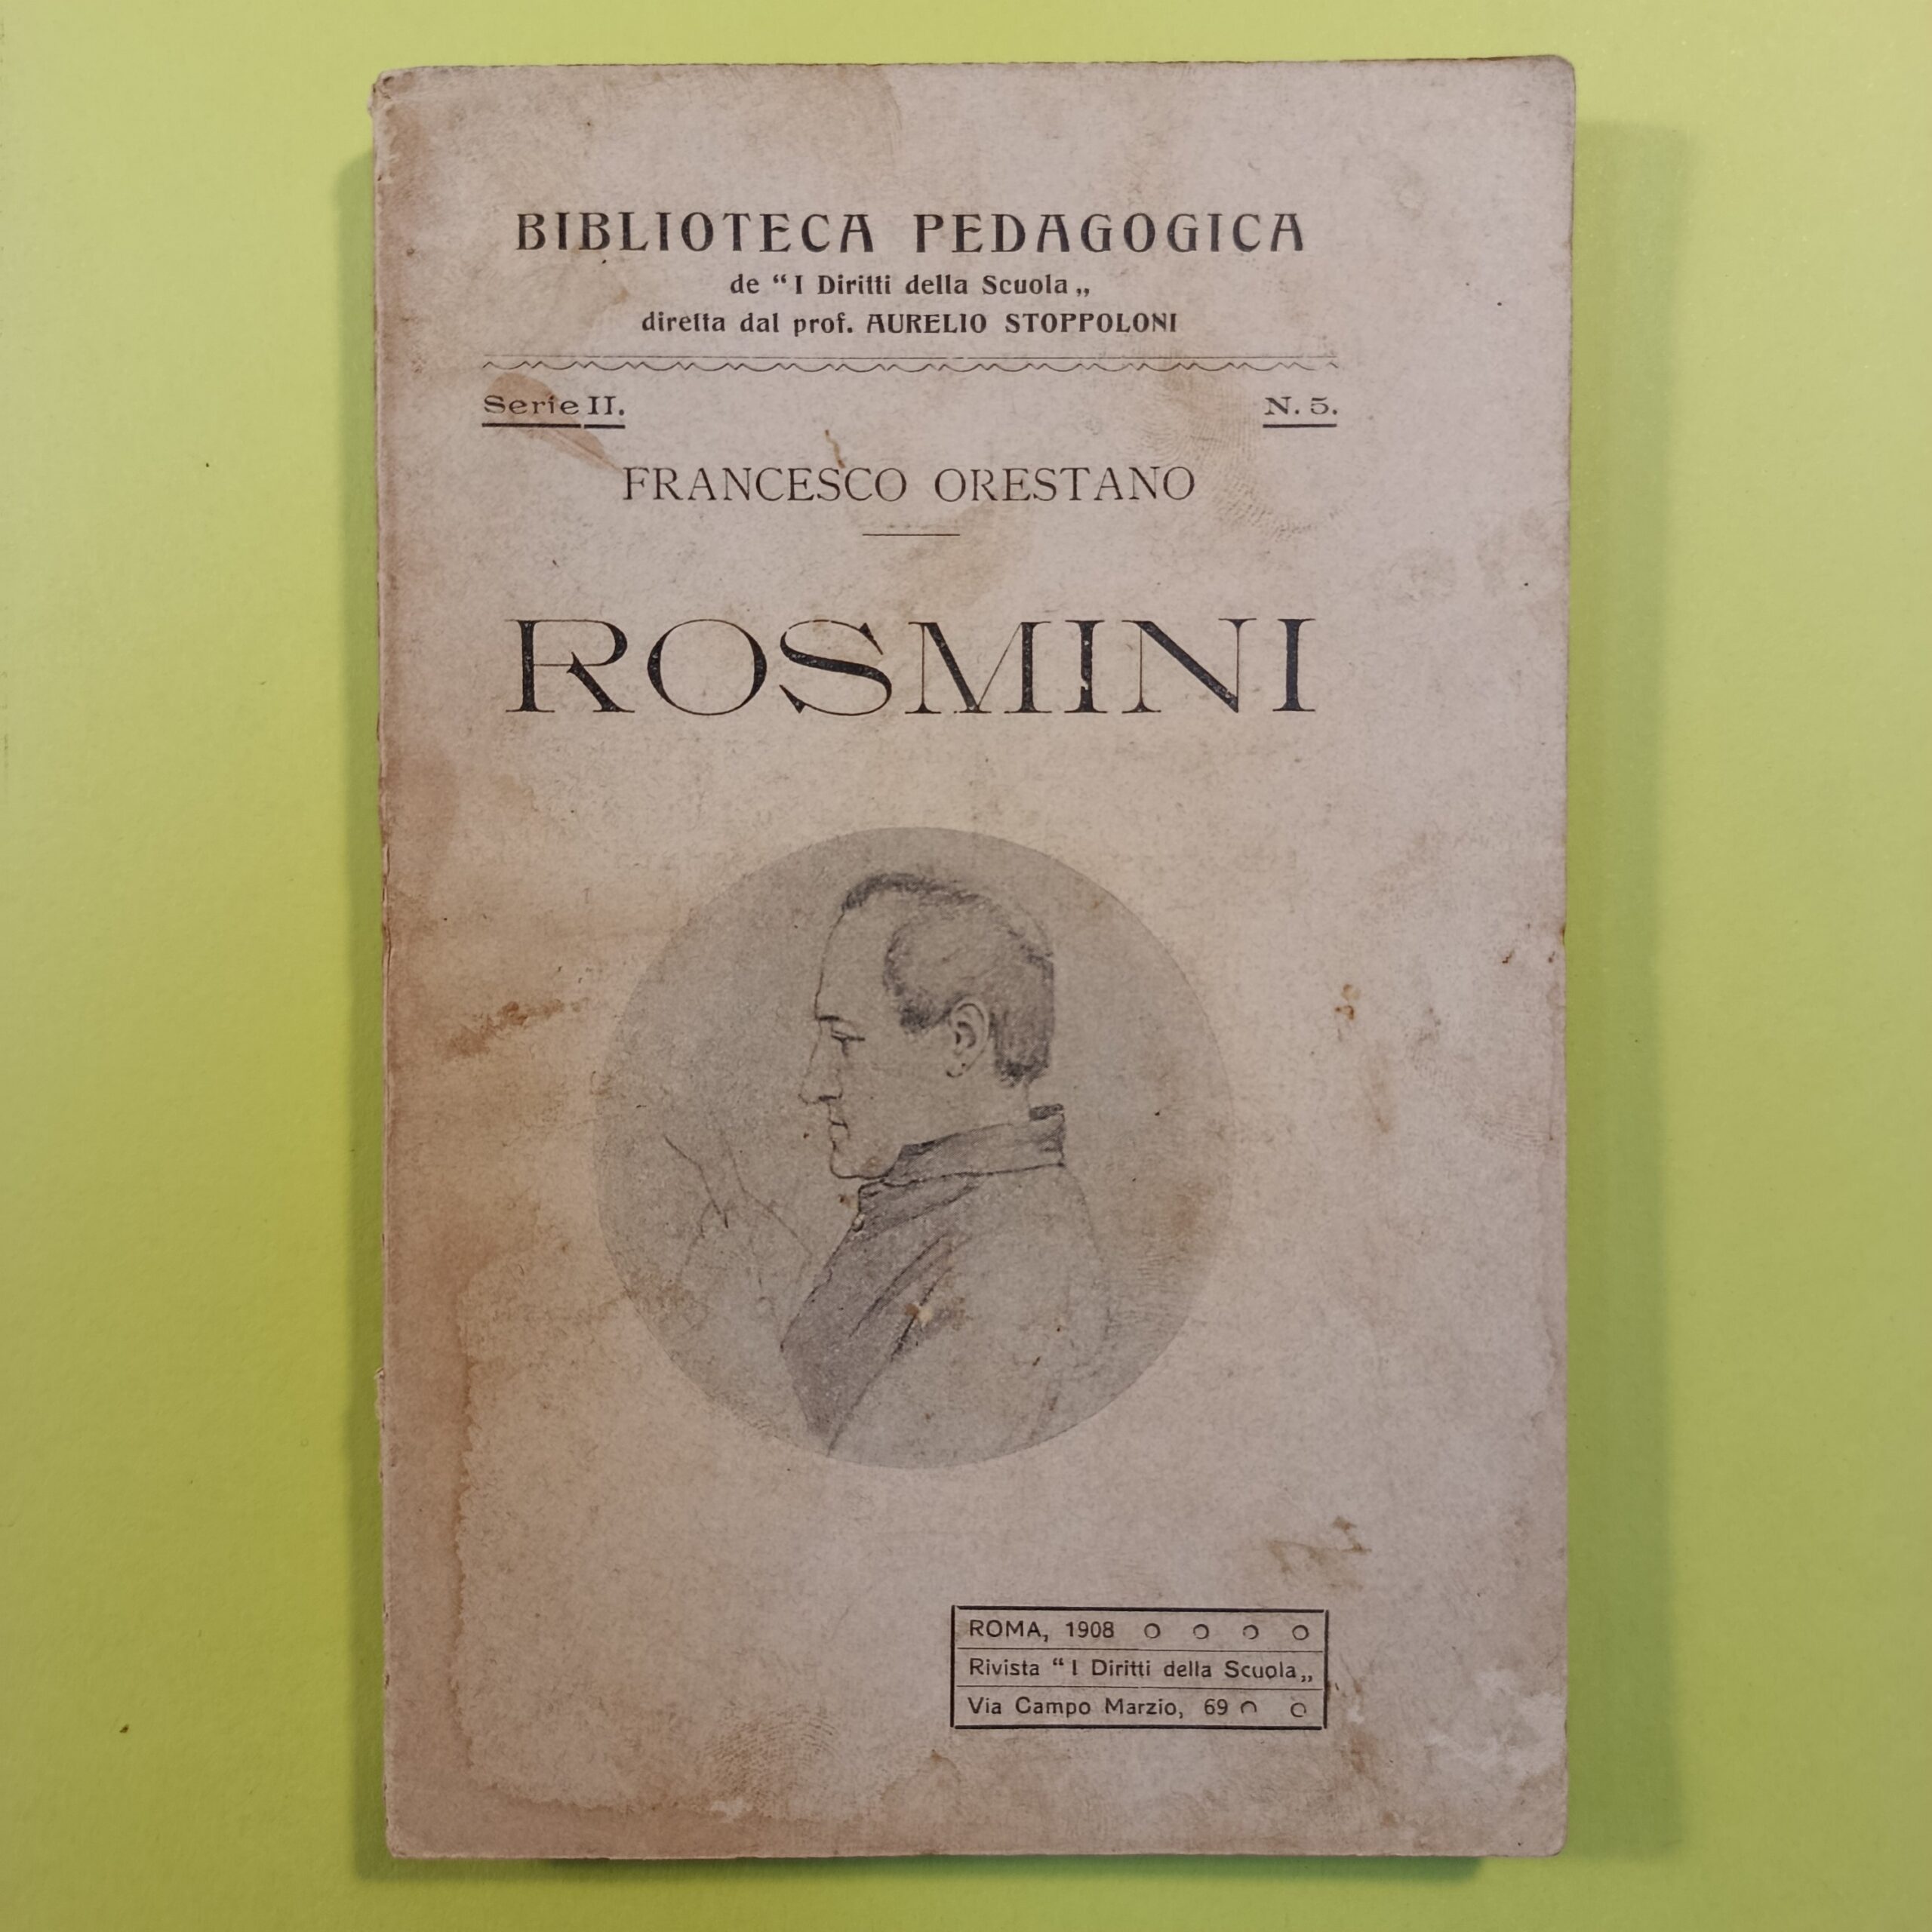 BIBLIOTECA PEDAGOGICA
de “ I Diritti della Scuola „
diretta dal prof. AURELIO STOPPOLONI
Serie II.
N. 5.
FRANCESCO ORESTANO
ROSMINI
ROMA, 1908
Rivista “ I Diritti della Scuola „
Via Campo Marzio, 69